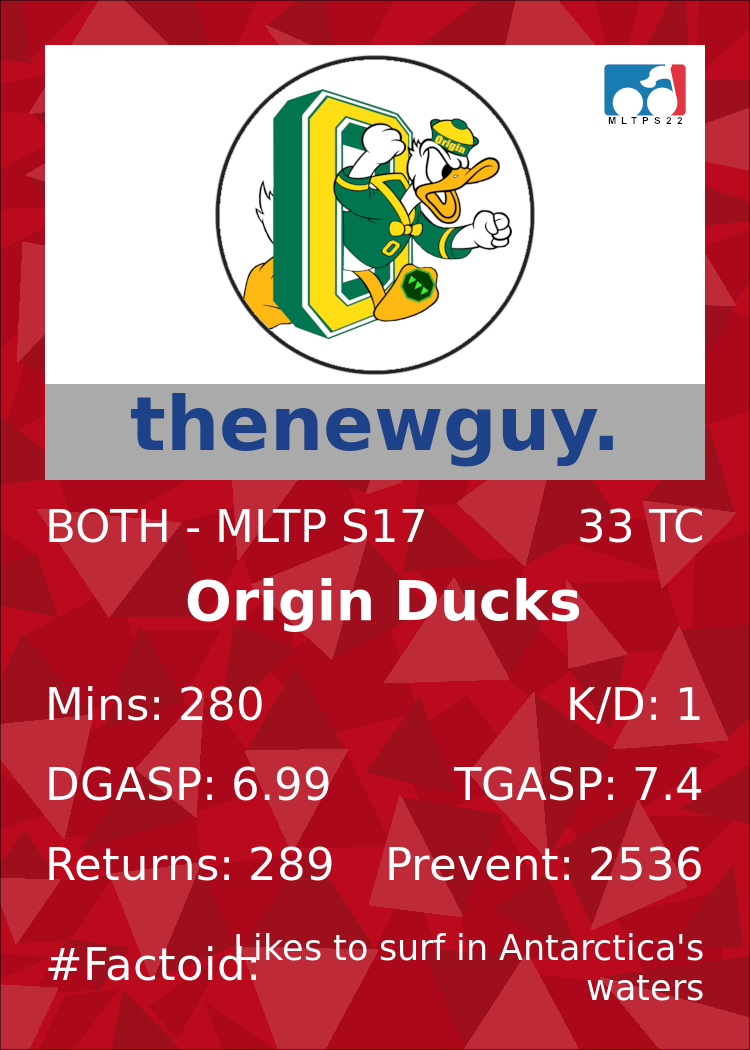 Origin
O
MLTPS22
thenewguy.
BOTH - MLTP S17 33 TC
Origin Ducks
Mins: 280 K/D: 1
DGASP: 6.99 TGASP: 7.4
Returns: 289 Prevent: 2536
#Factoid: Likes to surf in Antarctica's
waters